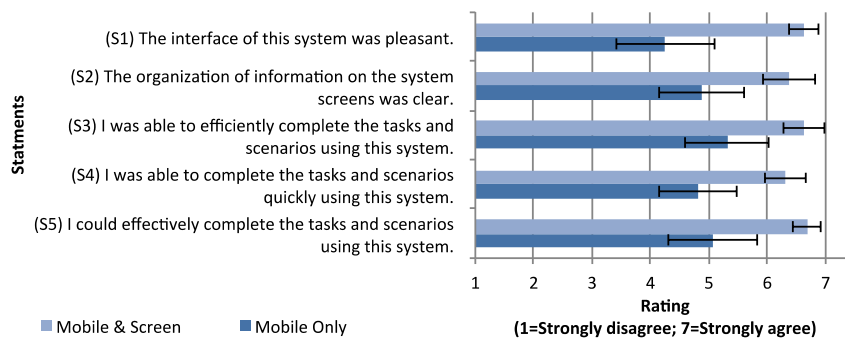 Statments
(S1) The interface of this system was pleasant.
(S2) The organization of information on the system
screens was clear.
(S3) I was able to efficiently complete the tasks and
scenarios using this system.
(S4) I was able to complete the tasks and scenarios
quickly using this system.
(S5) I could effectively complete the tasks and scenarios
using this system.
1 2 3 4 5 6 7
Rating
(1=Strongly disagree; 7=Strongly agree)
Mobile & Screen Mobile Only